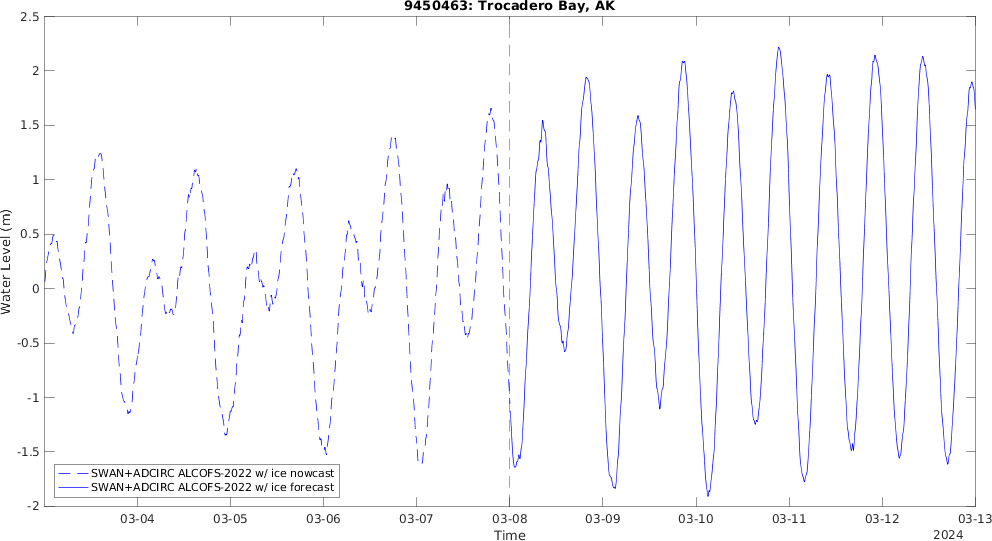 9450463: Trocadero Bay, AK
2.5
2
1.5
1
0.5
0
-0.5
-1
-1.5
-2
Water Level (m)
SWAN+ADCIRC ALCOFS-2022 w/ ice nowcast
SWAN+ADCIRC ALCOFS-2022 w/ ice forecast
03-04 03-05 03-06 03-07 03-08 03-09 03-10 03-11 03-12 03-13
Time
2024